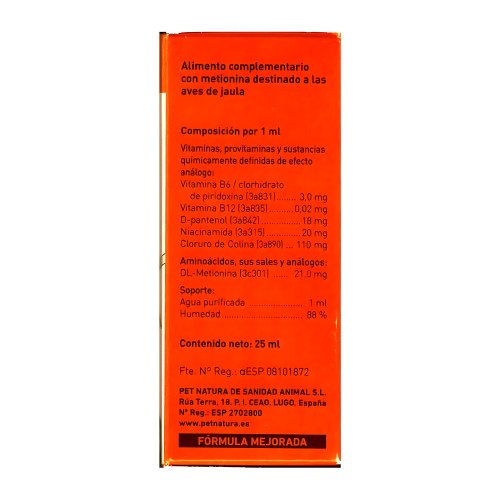 Alimento complementario
con metionina destinado a las
aves de jaula
Composición por 1 ml
Vitaminas, provitaminas y sustancias
químicamente definidas de efecto
análogo:
Vitamina B6 / clorhidrato
de piridoxina (3a831)..........3,0 mg
Vitamina B12 (3a835)..........0,02 mg
D-pantenol (3a842)..........18 mg
Niacinamida (3a315)..........20 mg
Cloruro de Colina (3a890) ... 110 mg
Aminoácidos, sus sales y análogos:
DL-Metionina (3c301) ...... 21,0 mg
Soporte:
Agua purificada..........1 ml
Humedad..........88 %
Contenido neto: 25 ml
Fte. Nº Reg.: αESP 08101872
PET NATURA DE SANIDAD ANIMAL S.L.
Rúa Terra, 18. P. I. CEAO. LUGO. España
Nº Reg.: ESP 2702800
www.petnatura.es
FÓRMULA MEJORADA